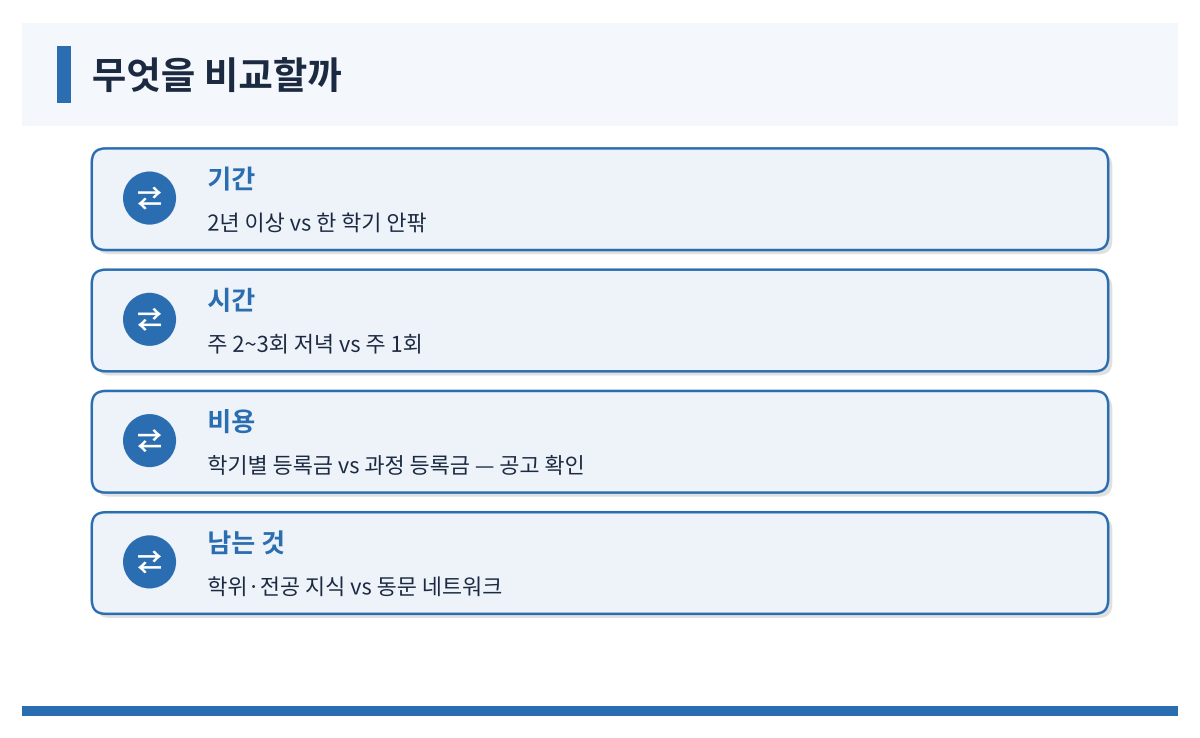 무엇을 비교할까
기간
2년 이상 vs 한 학기 안팎
시간
주 2~3회 저녁 vs 주 1회
비용
학기별 등록금 vs 과정 등록금 — 공고 확인
남는 것
학위·전공 지식 vs 동문 네트워크